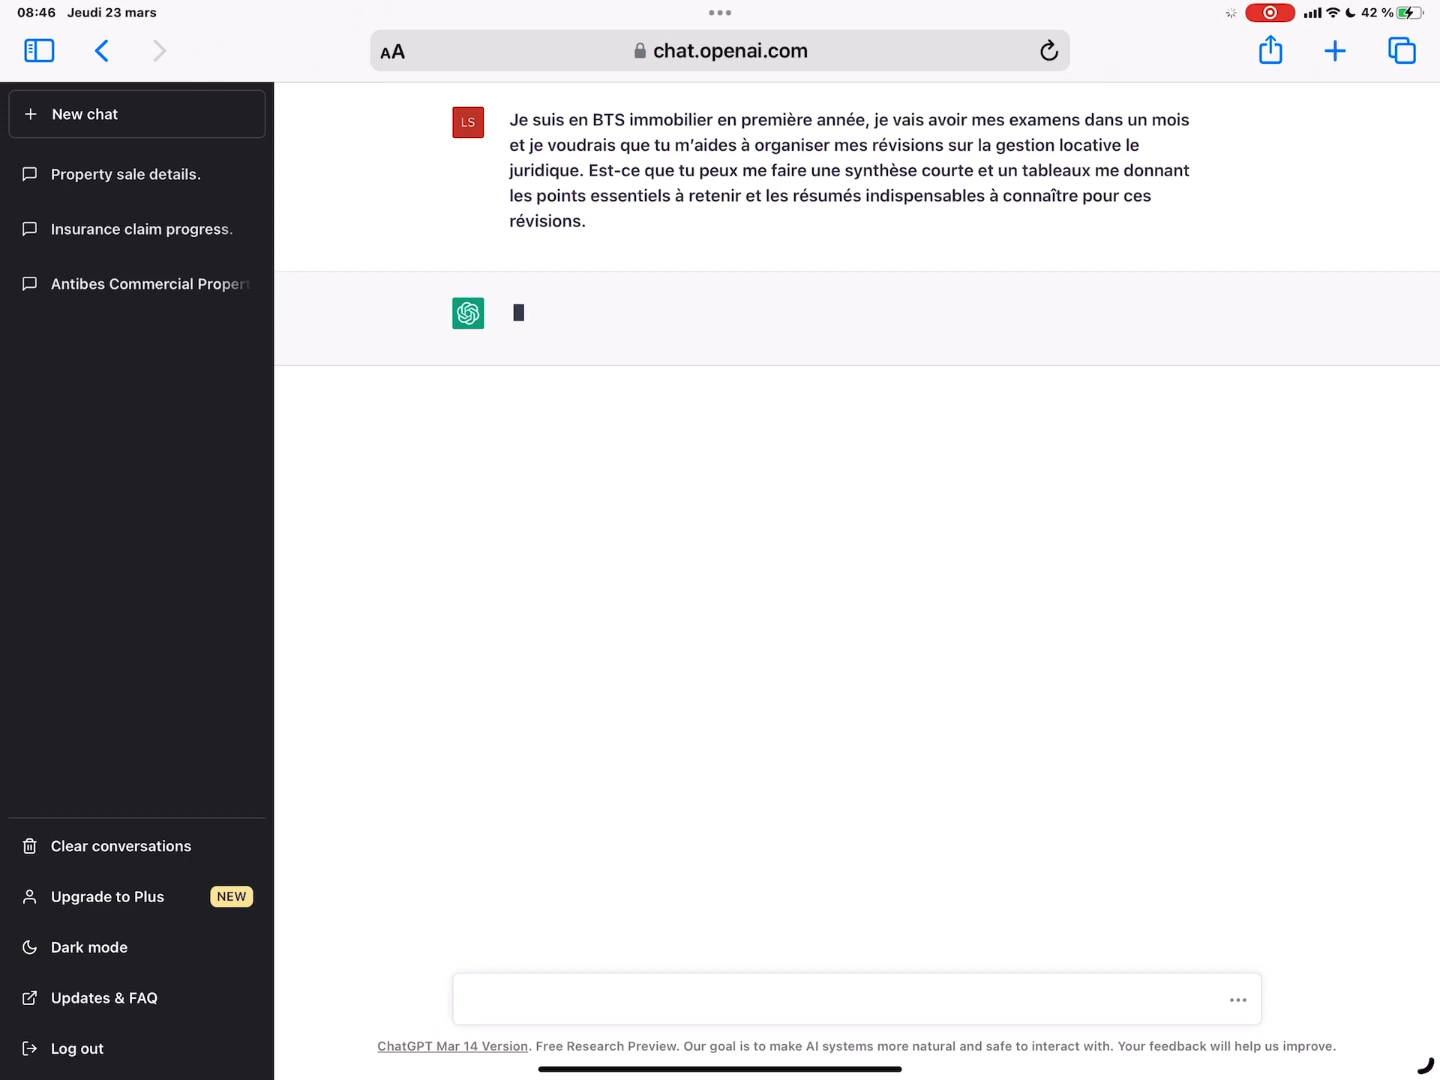 08:46 Jeudi 23 mars
42 %
AA
chat.openai.com
New chat
Property sale details.
Insurance claim progress.
Antibes Commercial Propert
LS
Je suis en BTS immobilier en première année, je vais avoir mes examens dans un mois
et je voudrais que tu m’aides à organiser mes révisions sur la gestion locative le
juridique. Est-ce que tu peux me faire une synthèse courte et un tableaux me donnant
les points essentiels à retenir et les résumés indispensables à connaître pour ces
révisions.
Clear conversations
Upgrade to Plus
NEW
Dark mode
Updates & FAQ
Log out
ChatGPT Mar 14 Version. Free Research Preview. Our goal is to make AI systems more natural and safe to interact with. Your feedback will help us improve.